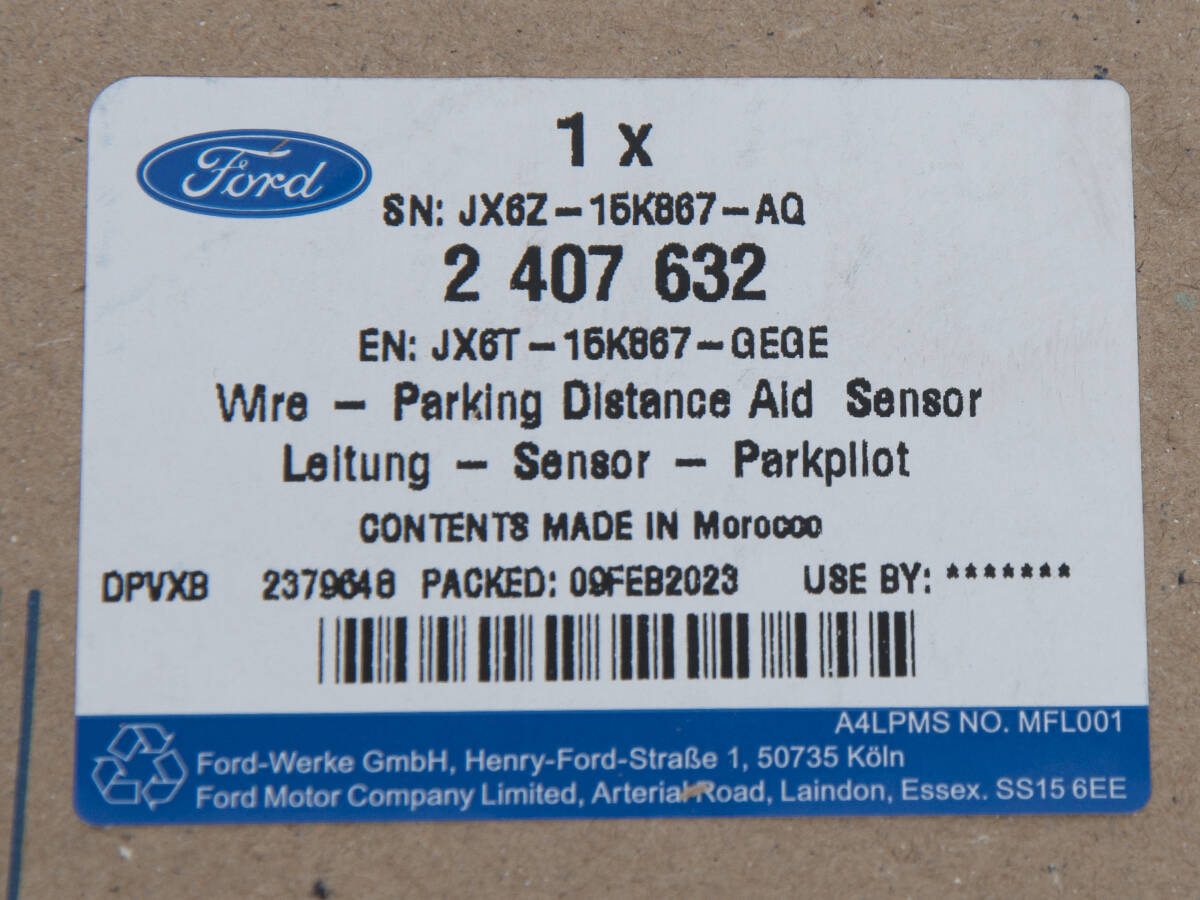 Ford
1 x
SN: JX6Z-15K867-AQ
2 407 632
EN: JX6T-15K867-GEGE
Wire - Parking Distance Aid Sensor
Leitung - Sensor - Parkpilot
CONTENTS MADE IN Morocco
DPVXB 2379648 PACKED: 09FEB2023 USE BY: *******
A4LPMS NO. MFL001
Ford-Werke GmbH, Henry-Ford-Straße 1, 50735 Köln
Ford Motor Company Limited, Arterial Road, Laindon, Essex. SS15 6EE